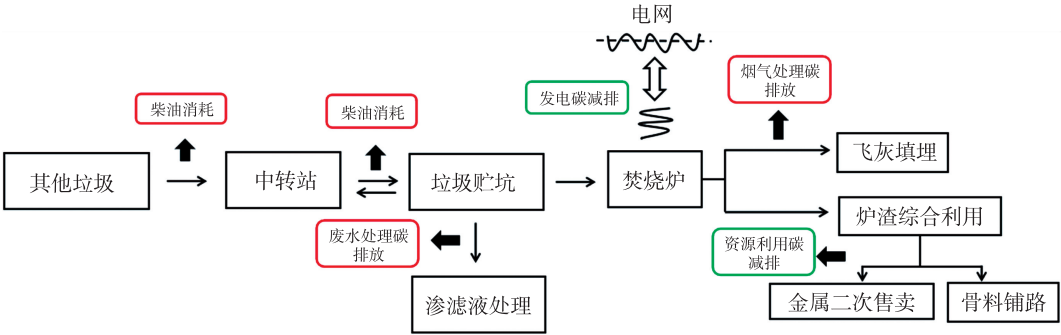 电网
烟气处理碳
排放
发电碳减排
柴油消耗
柴油消耗
飞灰填埋
其他垃圾
中转站
垃圾贮坑
焚烧炉
炉渣综合利用
废水处理碳
排放
资源利用碳
减排
渗滤液处理
金属二次售卖
骨料铺路